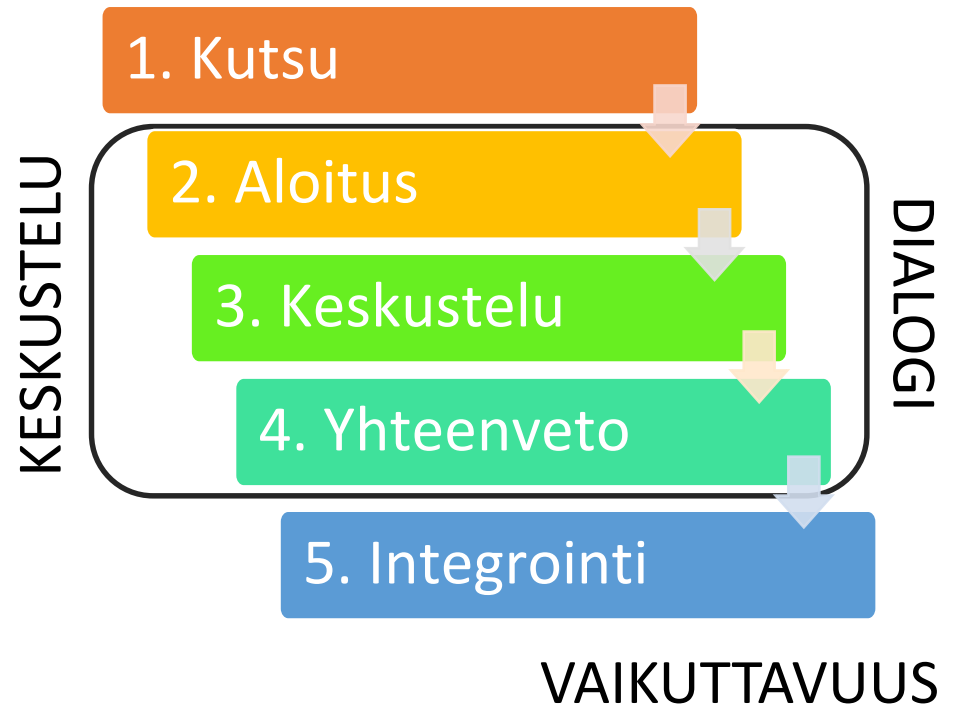 1. Kutsu
2. Aloitus
3. Keskustelu
4. Yhteenveto
5. Integrointi
KESKUSTELU
DIALOGI
VAIKUTTAVUUS